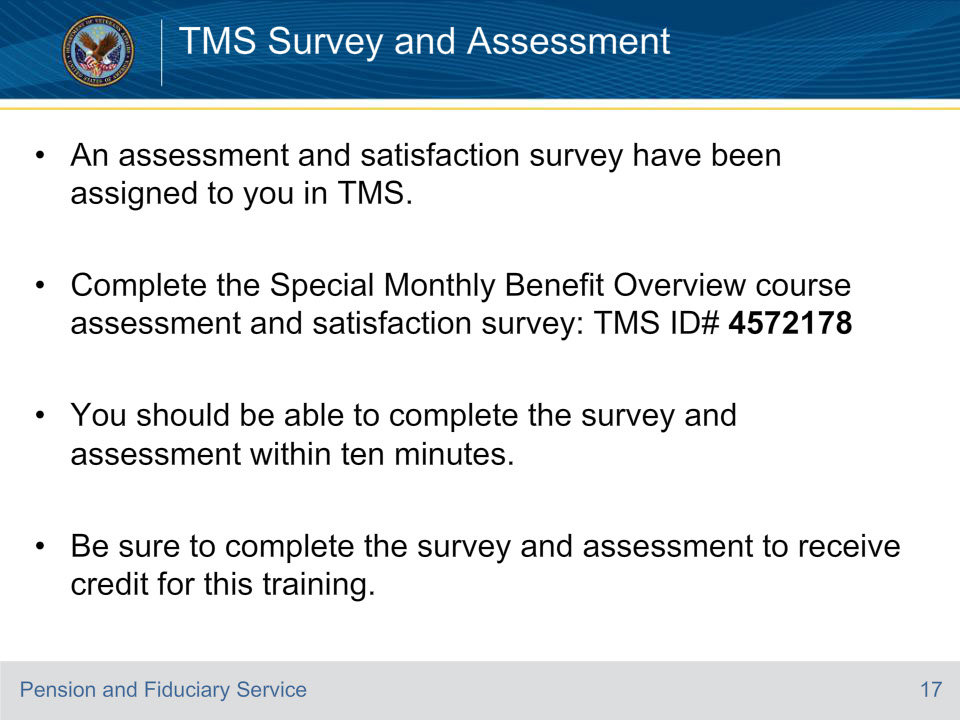 TMS Survey and Assessment
• An assessment and satisfaction survey have been
assigned to you in TMS.
• Complete the Special Monthly Benefit Overview course
assessment and satisfaction survey: TMS ID# 4572178
• You should be able to complete the survey and
assessment within ten minutes.
• Be sure to complete the survey and assessment to receive
credit for this training.
Pension and Fiduciary Service
17